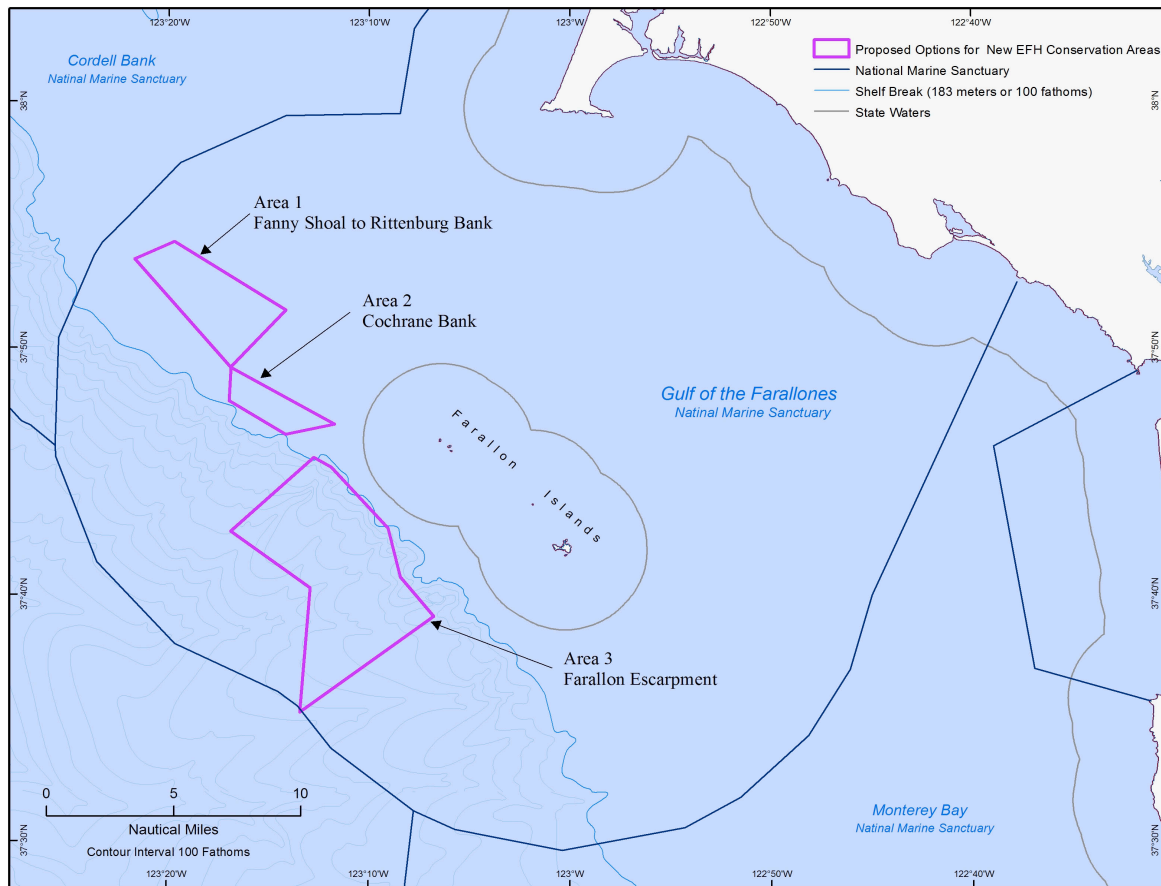 123°20'W
123°10'W
123°W
122°50'W
122°40'W
Cordell Bank
Natinal Marine Sanctuary
Proposed Options for New EFH Conservation Areas
National Marine Sanctuary
Shelf Break (183 meters or 100 fathoms)
State Waters
38°N
38°N
Area 1
Fanny Shoal to Rittenburg Bank
Area 2
Cochrane Bank
37°50'N
37°50'N
Gulf of the Farallones
Natinal Marine Sanctuary
Farallon Islands
37°40'N
37°40'N
Area 3
Farallon Escarpment
0 5 10
Nautical Miles
Contour Interval 100 Fathoms
Monterey Bay
Natinal Marine Sanctuary
37°30'N
37°30'N
123°20'W
123°10'W
123°W
122°50'W
122°40'W